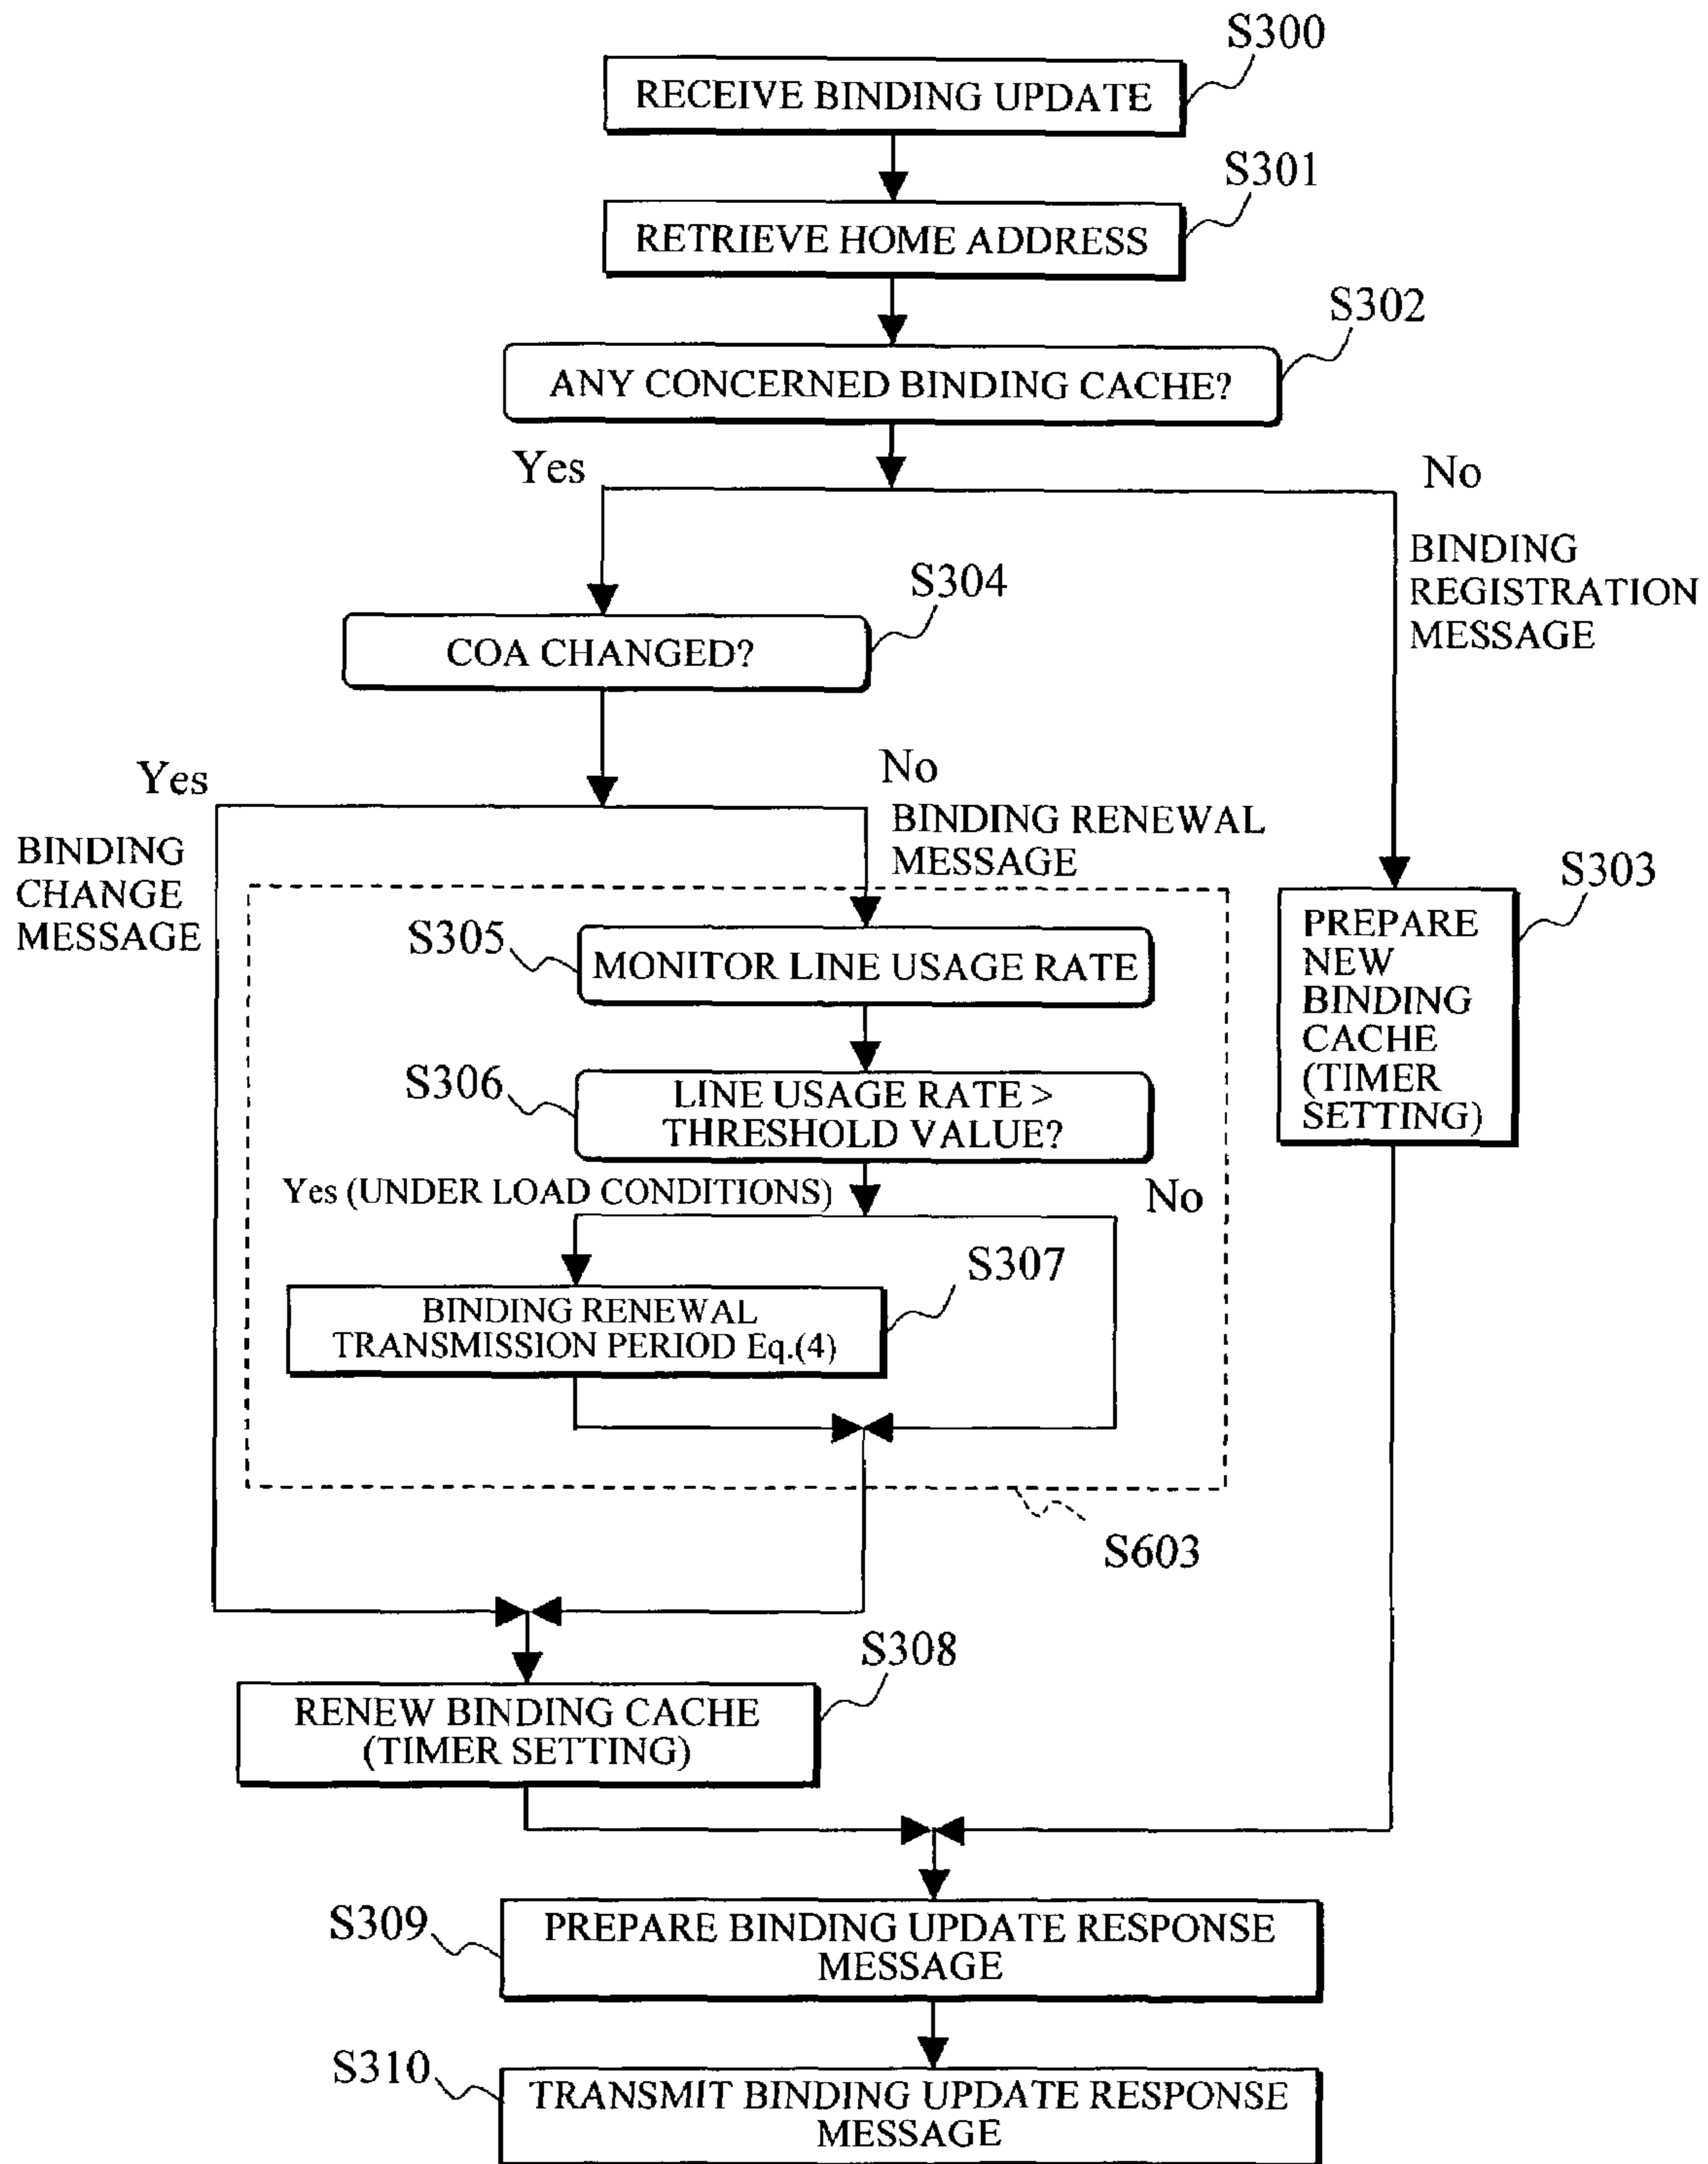 S300
RECEIVE BINDING UPDATE
S301
RETRIEVE HOME ADDRESS
S302
ANY CONCERNED BINDING CACHE?
Yes
No
BINDING
REGISTRATION
MESSAGE
S304
COA CHANGED?
Yes
No
BINDING RENEWAL
MESSAGE
BINDING
CHANGE
MESSAGE
S303
PREPARE
NEW
BINDING
CACHE
(TIMER
SETTING)
S305
MONITOR LINE USAGE RATE
S306
LINE USAGE RATE >
THRESHOLD VALUE?
Yes (UNDER LOAD CONDITIONS)
No
S307
BINDING RENEWAL
TRANSMISSION PERIOD Eq.(4)
S603
S308
RENEW BINDING CACHE
(TIMER SETTING)
S309
PREPARE BINDING UPDATE RESPONSE
MESSAGE
S310
TRANSMIT BINDING UPDATE RESPONSE
MESSAGE